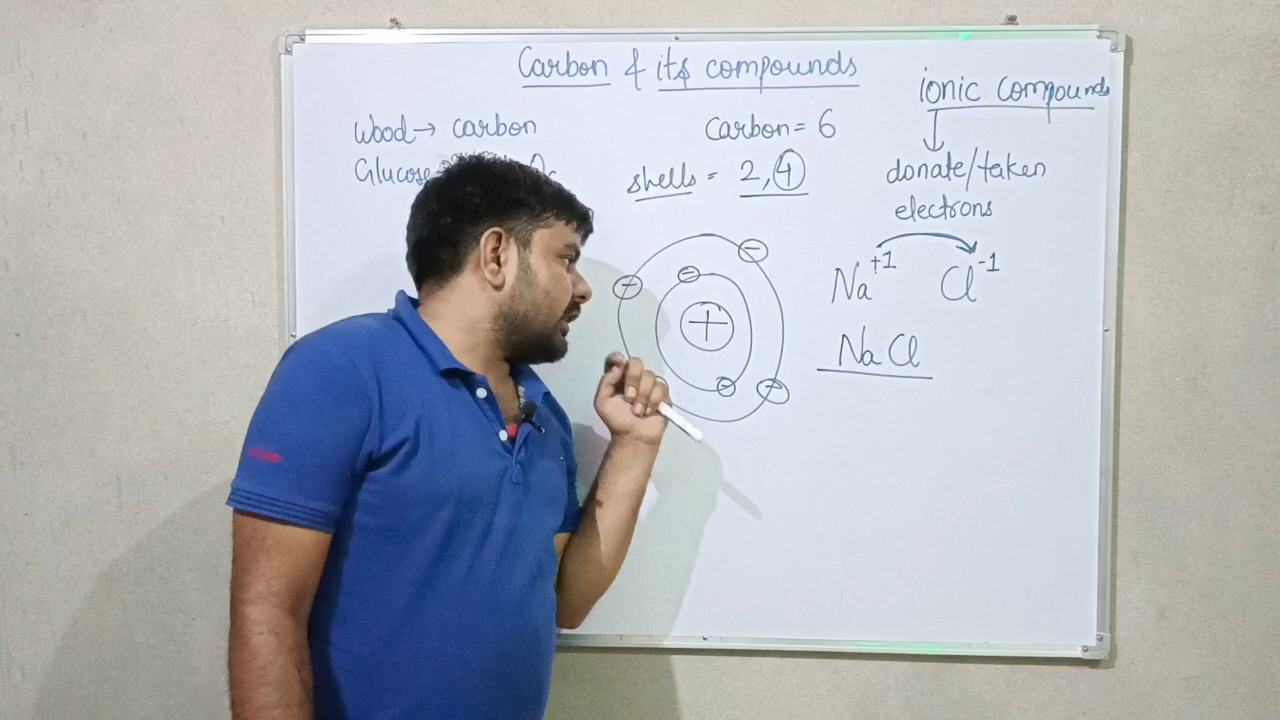 Carbon & its compounds
Wood → carbon
Glucose
Carbon = 6
shells = 2,4
ionic compounds
donate/taken
electrons
Na+1 Cl-1
NaCl